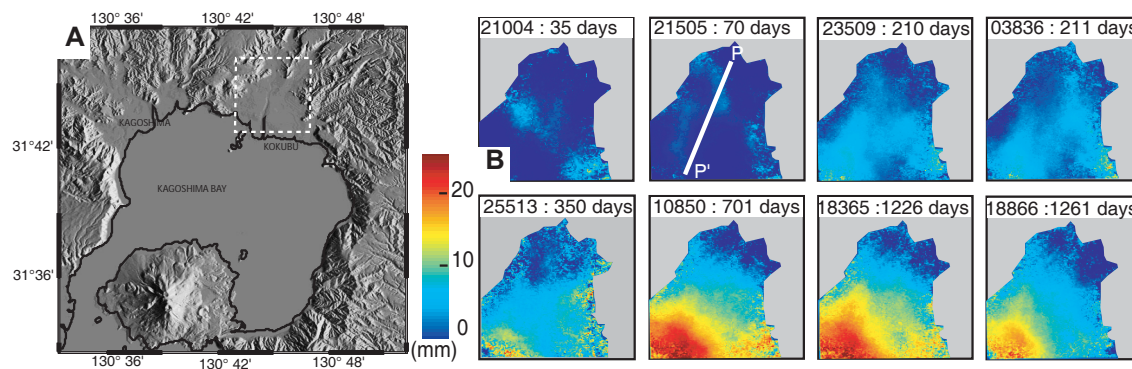 130° 36'
130° 42'
130° 48'
A
KAGOSHIMA
KOKUBU
KAGOSHIMA BAY
31°42'
31°36'
130° 36'
130° 42'
130° 48'
20
10
0
(mm)
B
21004 : 35 days
21505 : 70 days
23509 : 210 days
03836 : 211 days
P
P'
25513 : 350 days
10850 : 701 days
18365 :1226 days
18866 :1261 days